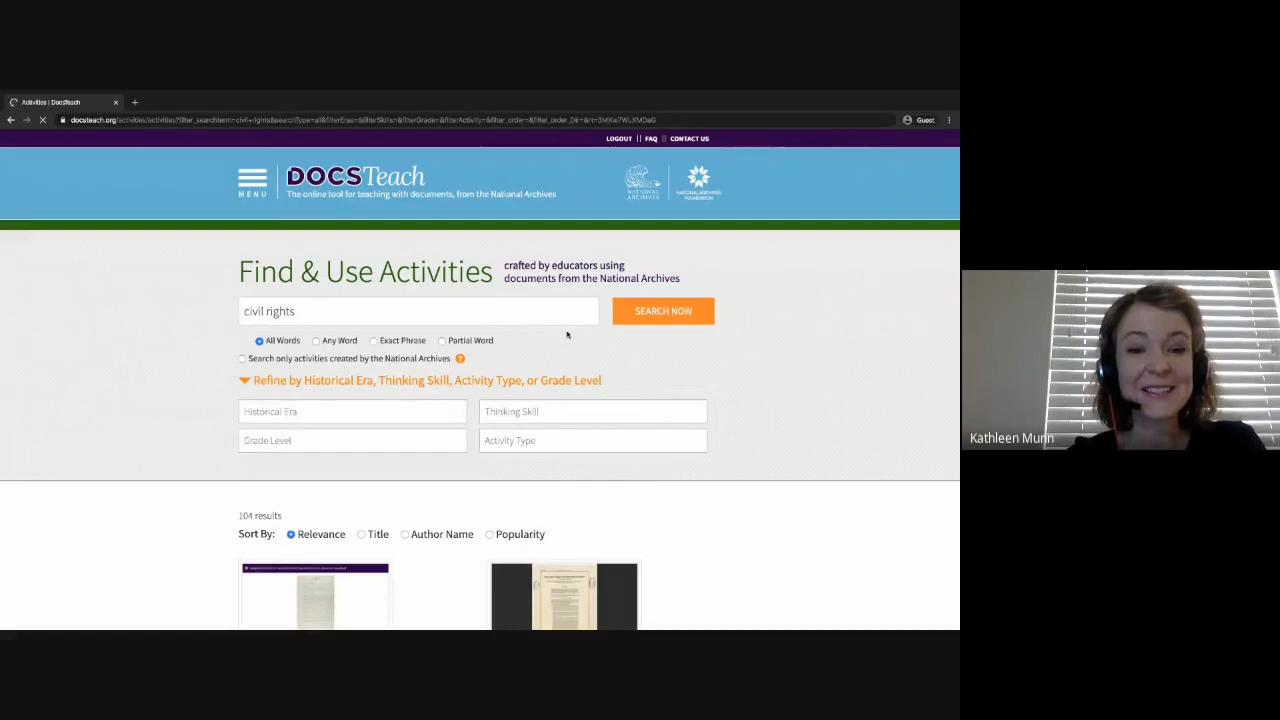 Activities | DocsTeach
Guest
LOGOUT || FAQ || CONTACT US
MENU
DOCSTeach
The online tool for teaching with documents, from the National Archives
NATIONAL
ARCHIVES
NATIONAL ARCHIVES
FOUNDATION
Find & Use Activities
crafted by educators using
documents from the National Archives
civil rights
SEARCH NOW
All Words Any Word Exact Phrase Partial Word
Search only activities created by the National Archives ?
Refine by Historical Era, Thinking Skill, Activity Type, or Grade Level
Historical Era Thinking Skill
Grade Level Activity Type
104 results
Sort By: Relevance Title Author Name Popularity
Kathleen Munn